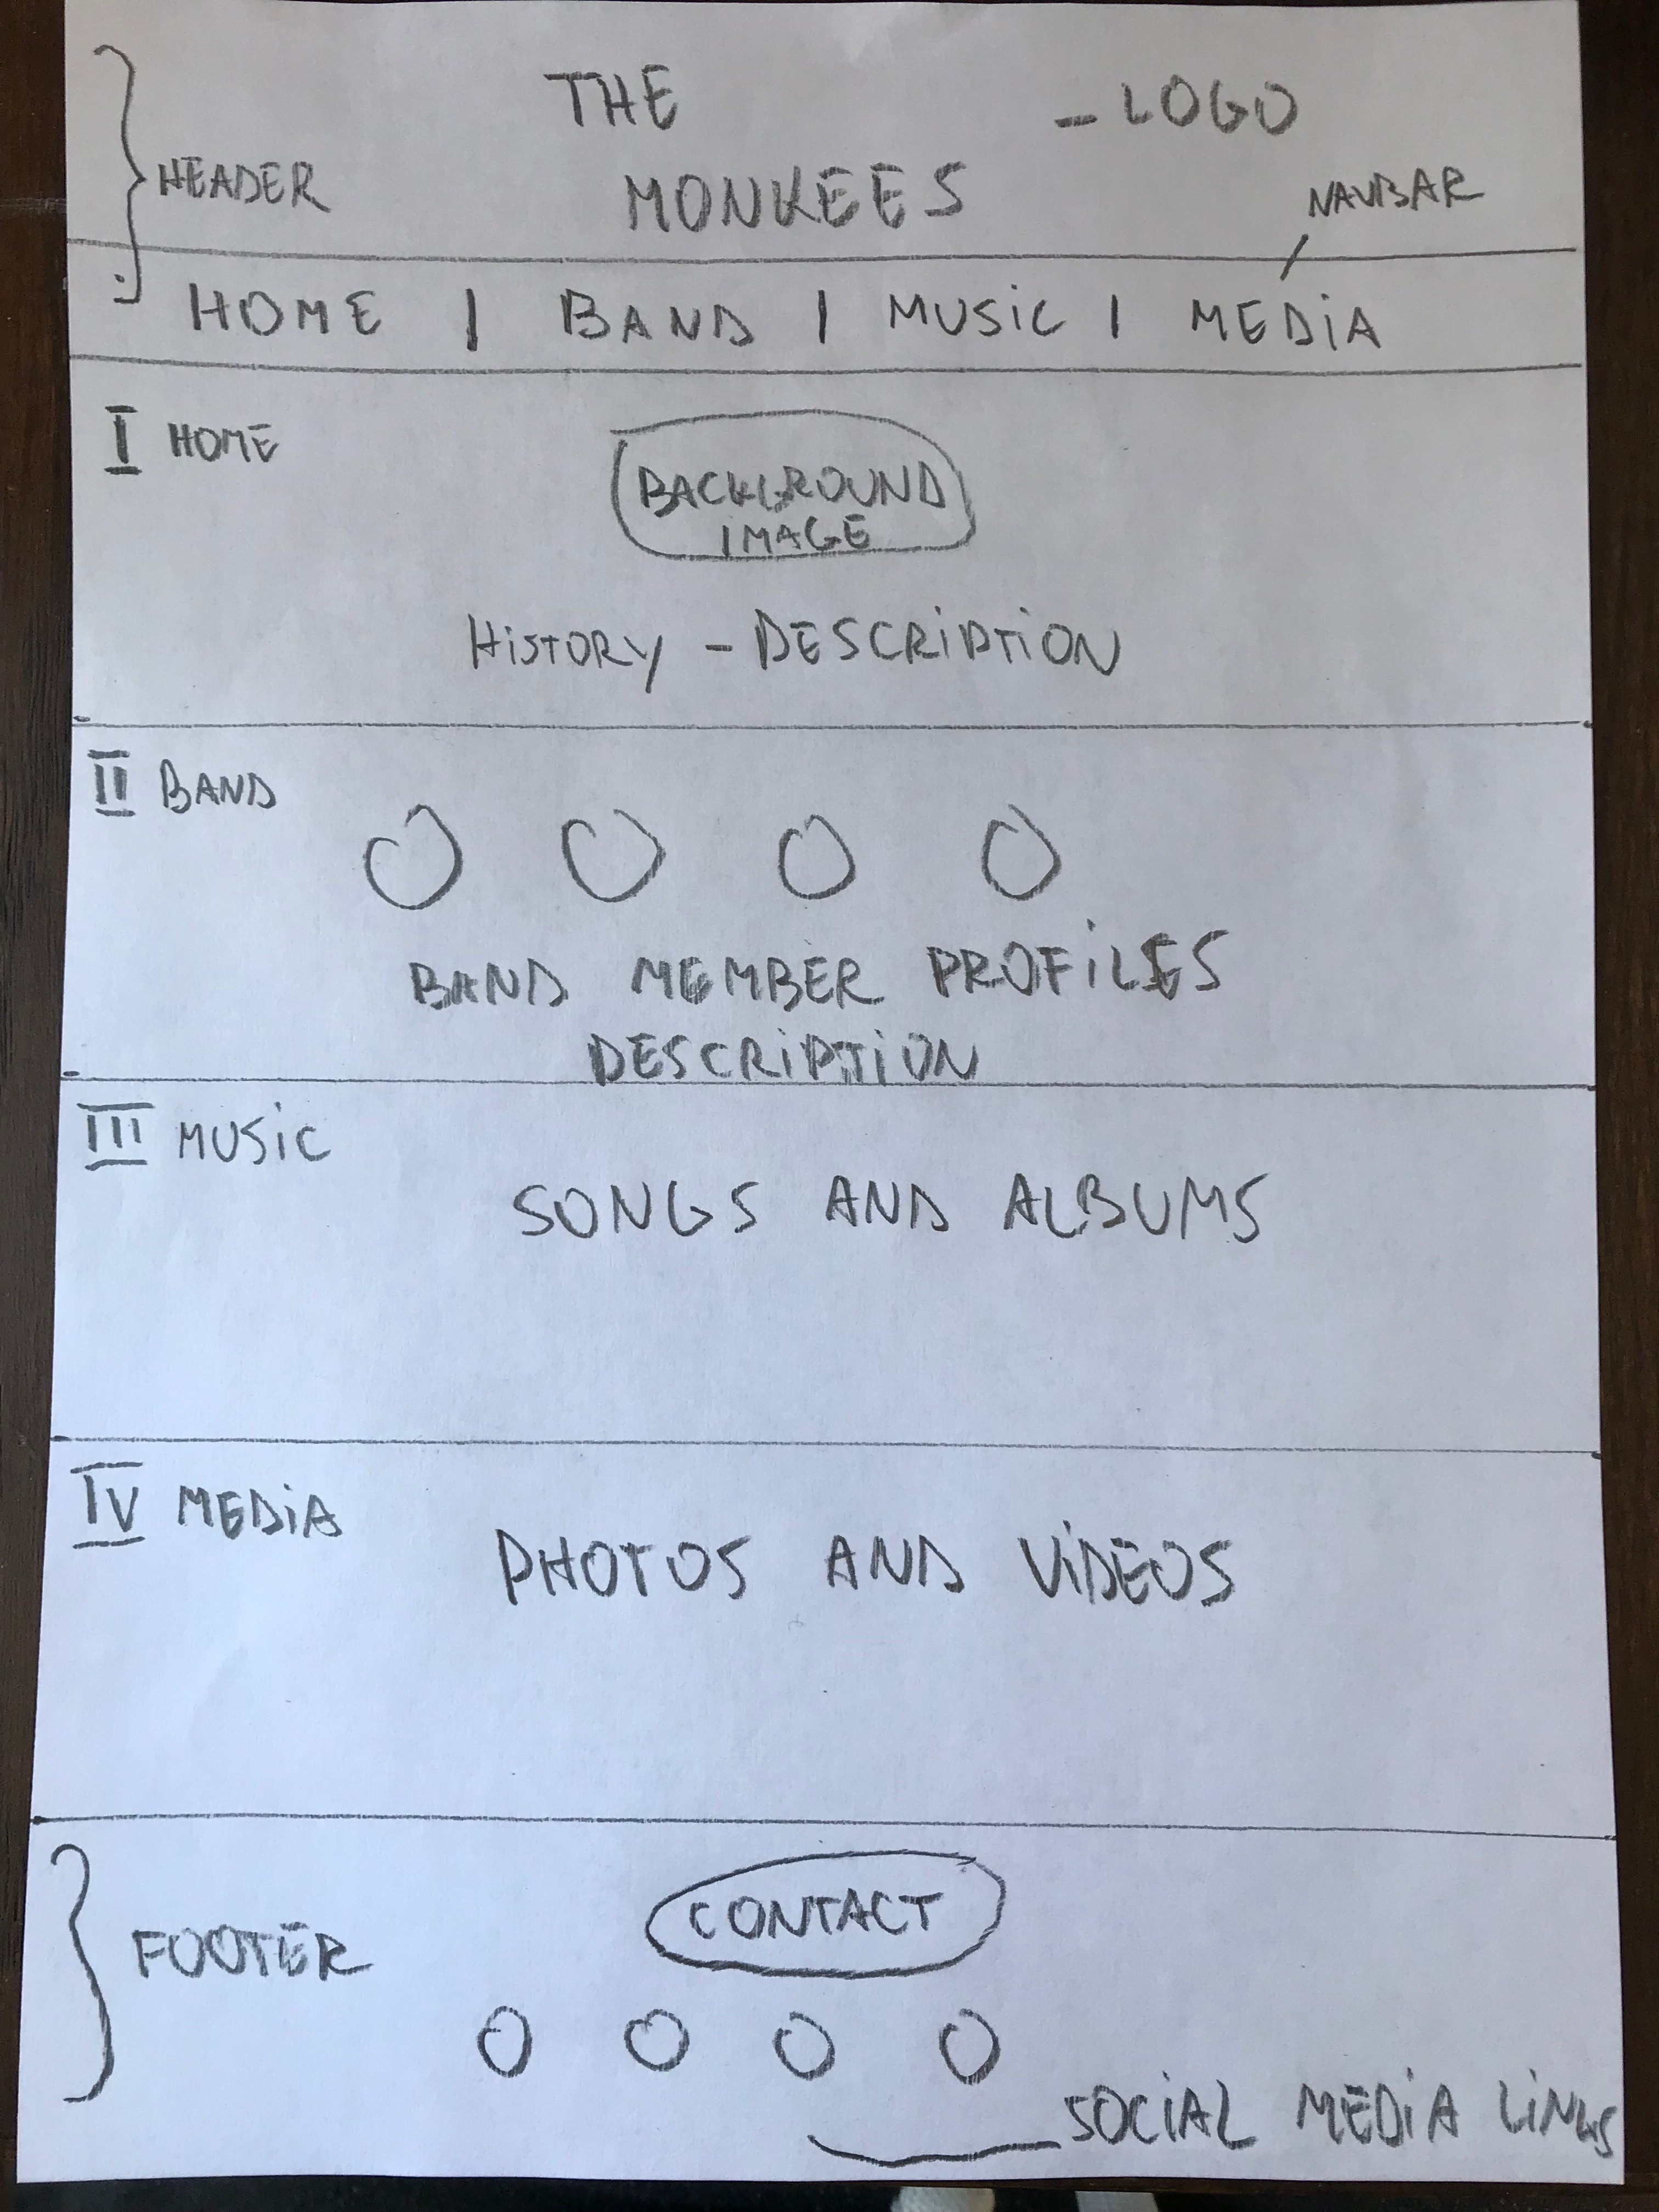 THE
MONKEES
- LOGO
HEADER
NAVBAR
HOME | BAND | MUSiC | MEDiA
I HOME
BACKGROUND
IMAGE
HiSTORY - DESCRiPTiON
II BAND
BAND MEMBER PROFiLES
DESCRiPTiON
III MUSiC
SONGS AND ALBUMS
IV MEDiA
PHOTOS AND ViDEOS
CONTACT
FOOTER
SOCiAL MEDiA LiNKS